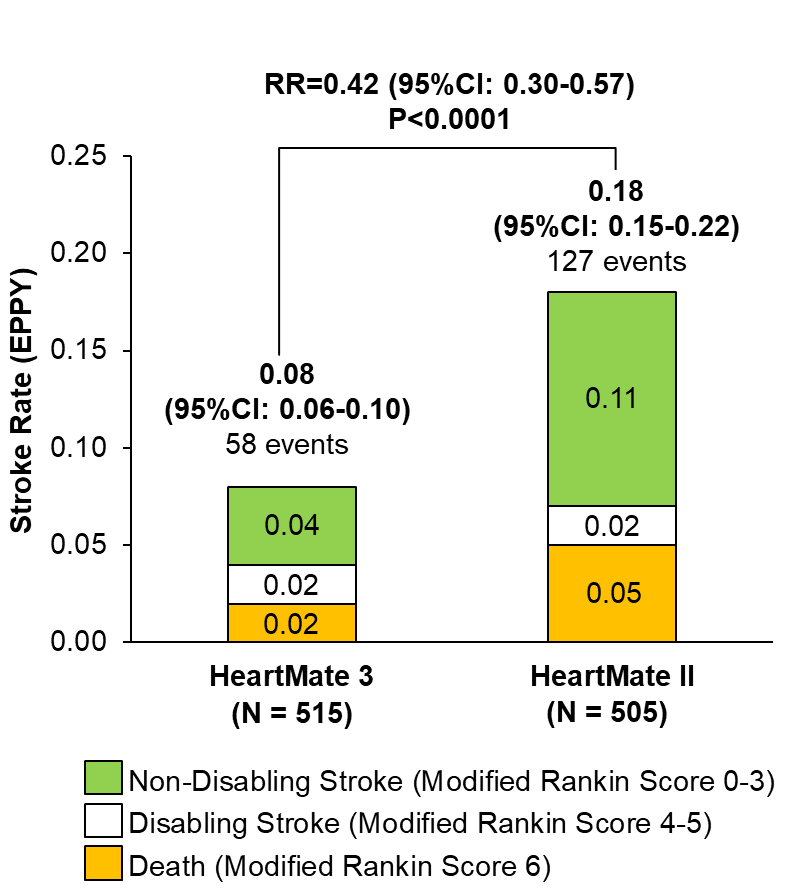 RR=0.42 (95%CI: 0.30-0.57)
P<0.0001
Stroke Rate (EPPY)
0.25
0.20
0.15
0.10
0.05
0.00
0.08
(95%CI: 0.06-0.10)
58 events
0.04
0.02
0.02
0.18
(95%CI: 0.15-0.22)
127 events
0.11
0.02
0.05
HeartMate 3
(N = 515)
HeartMate II
(N = 505)
Non-Disabling Stroke (Modified Rankin Score 0-3)
Disabling Stroke (Modified Rankin Score 4-5)
Death (Modified Rankin Score 6)